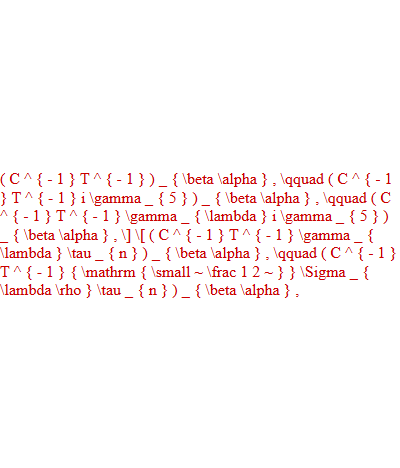 ( C ^ { - 1 } T ^ { - 1 } ) _ { \beta \alpha } , \qquad ( C ^ { - 1
} T ^ { - 1 } i \gamma _ { 5 } ) _ { \beta \alpha } , \qquad ( C
^ { - 1 } T ^ { - 1 } \gamma _ { \lambda } i \gamma _ { 5 } )
_ { \beta \alpha } , \] \[ ( C ^ { - 1 } T ^ { - 1 } \gamma _ {
\lambda } \tau _ { n } ) _ { \beta \alpha } , \qquad ( C ^ { - 1 }
T ^ { - 1 } { \mathrm { \small ~ \frac 1 2 ~ } } \Sigma _ {
\lambda \rho } \tau _ { n } ) _ { \beta \alpha } ,